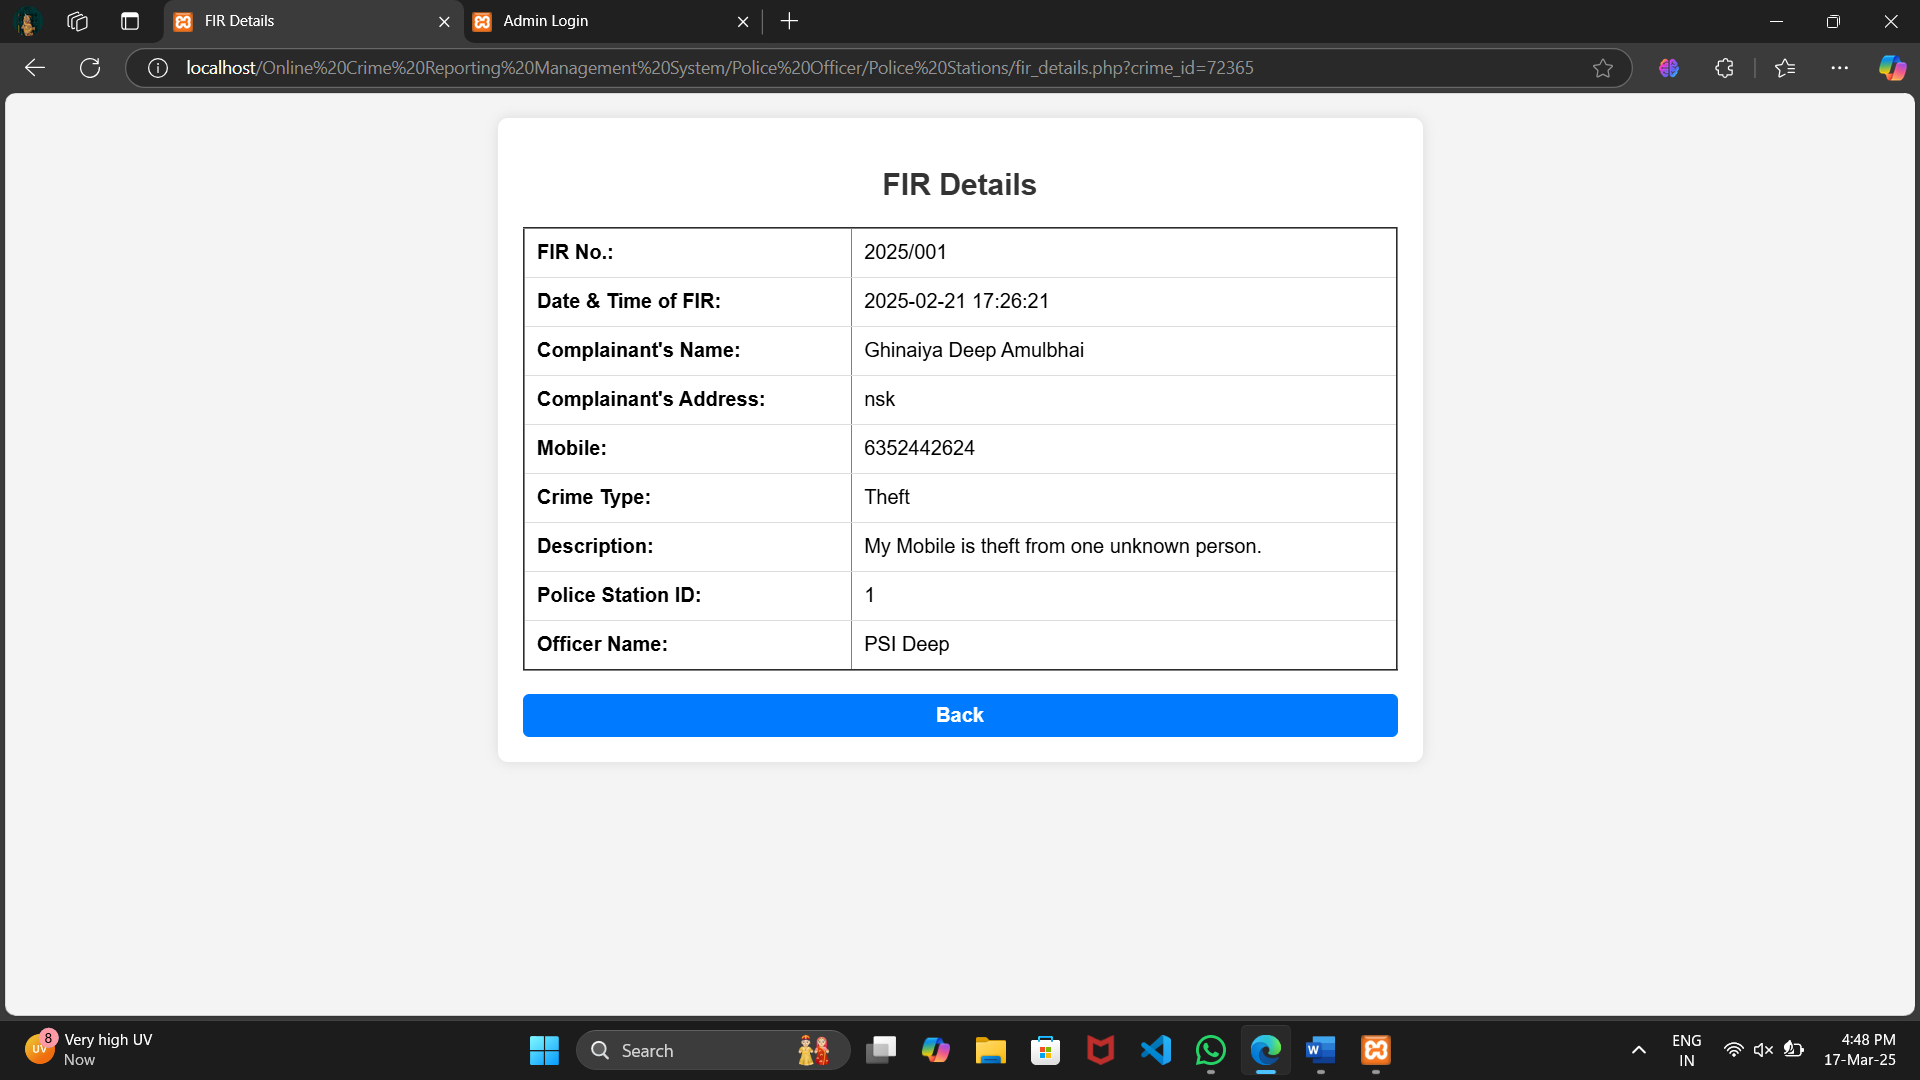 FIR Details
Admin Login
localhost/Online%20Crime%20Reporting%20Management%20System/Police%20Officer/Police%20Stations/fir_details.php?crime_id=72365
FIR Details
FIR No.: 2025/001
Date & Time of FIR: 2025-02-21 17:26:21
Complainant's Name: Ghinaiya Deep Amulbhai
Complainant's Address: nsk
Mobile: 6352442624
Crime Type: Theft
Description: My Mobile is theft from one unknown person.
Police Station ID: 1
Officer Name: PSI Deep
Back
UV 8 Very high UV
Now
Search
W
ENG
IN
4:48 PM
17-Mar-25